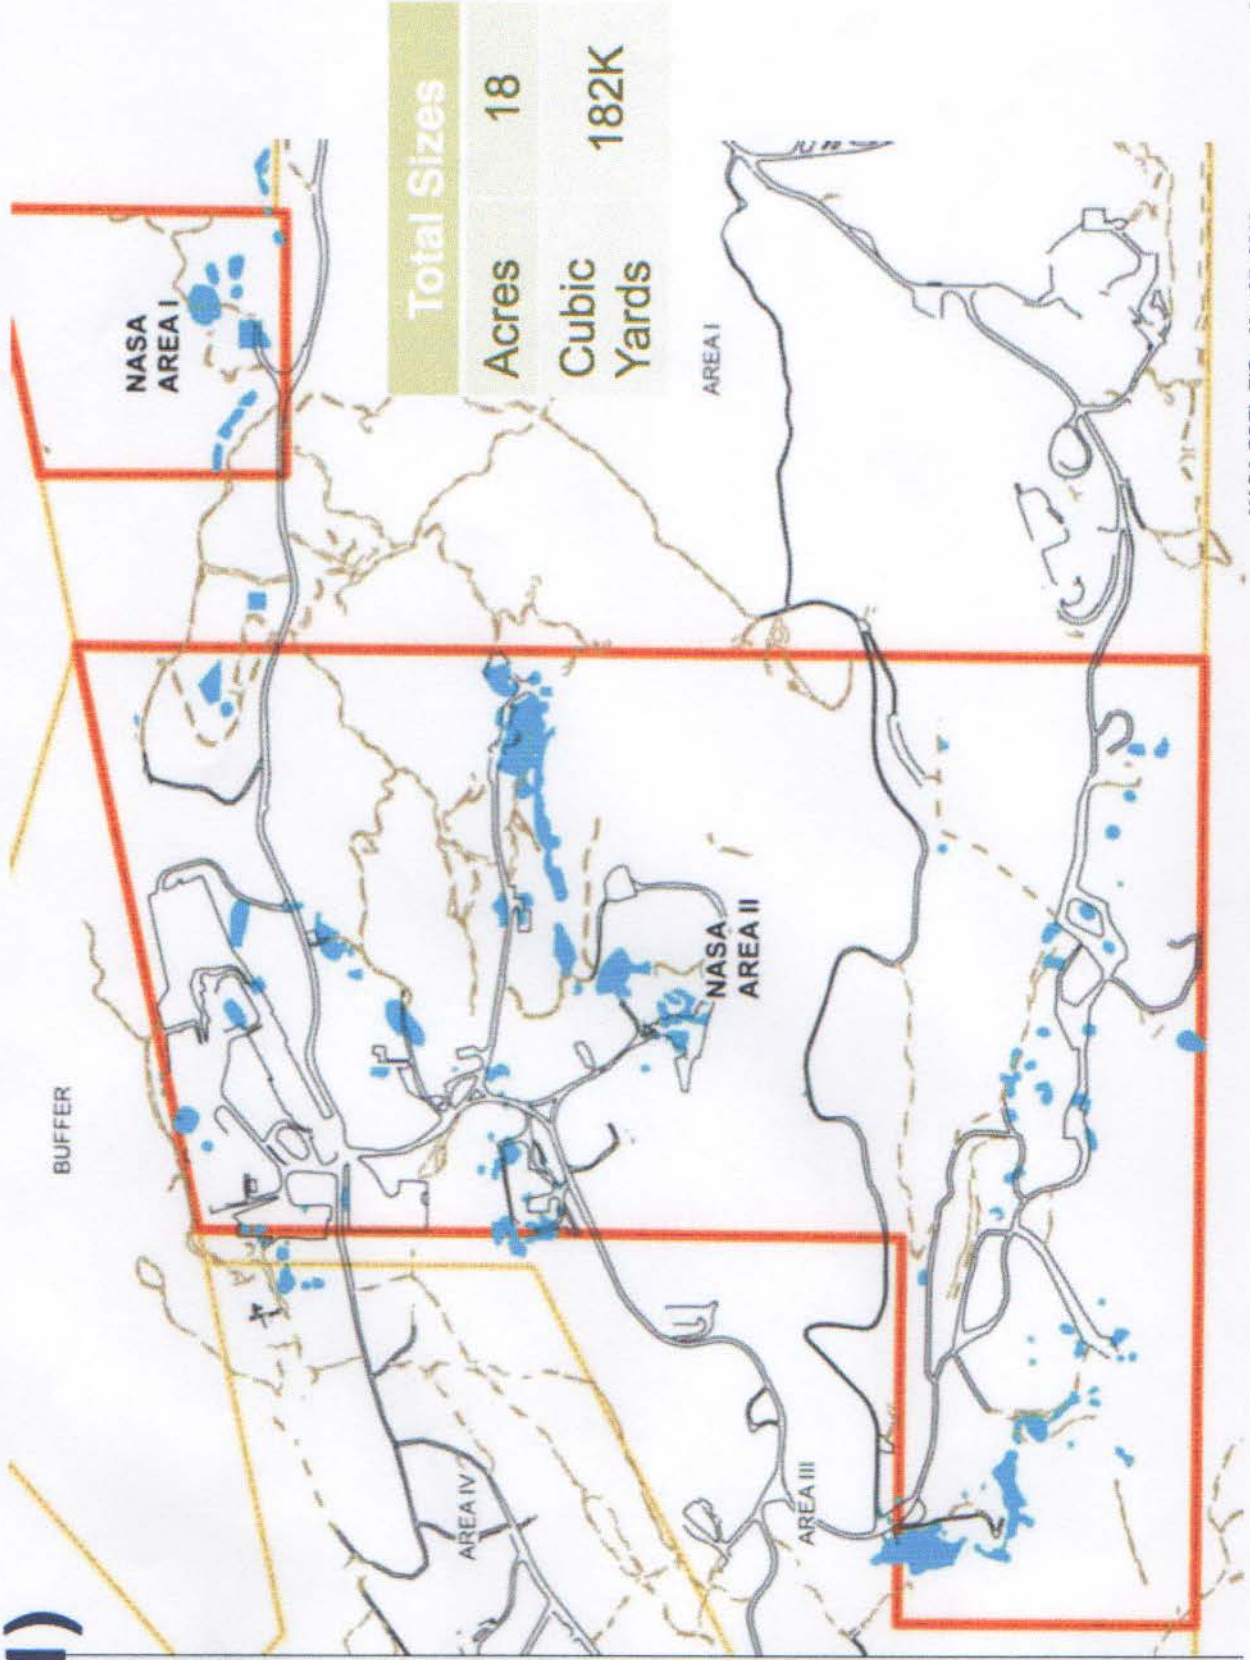 Total Sizes
Acres 18
Cubic Yards 182K
BUFFER
NASA
AREA I
NASA
AREA II
AREA I
AREA III
AREA IV